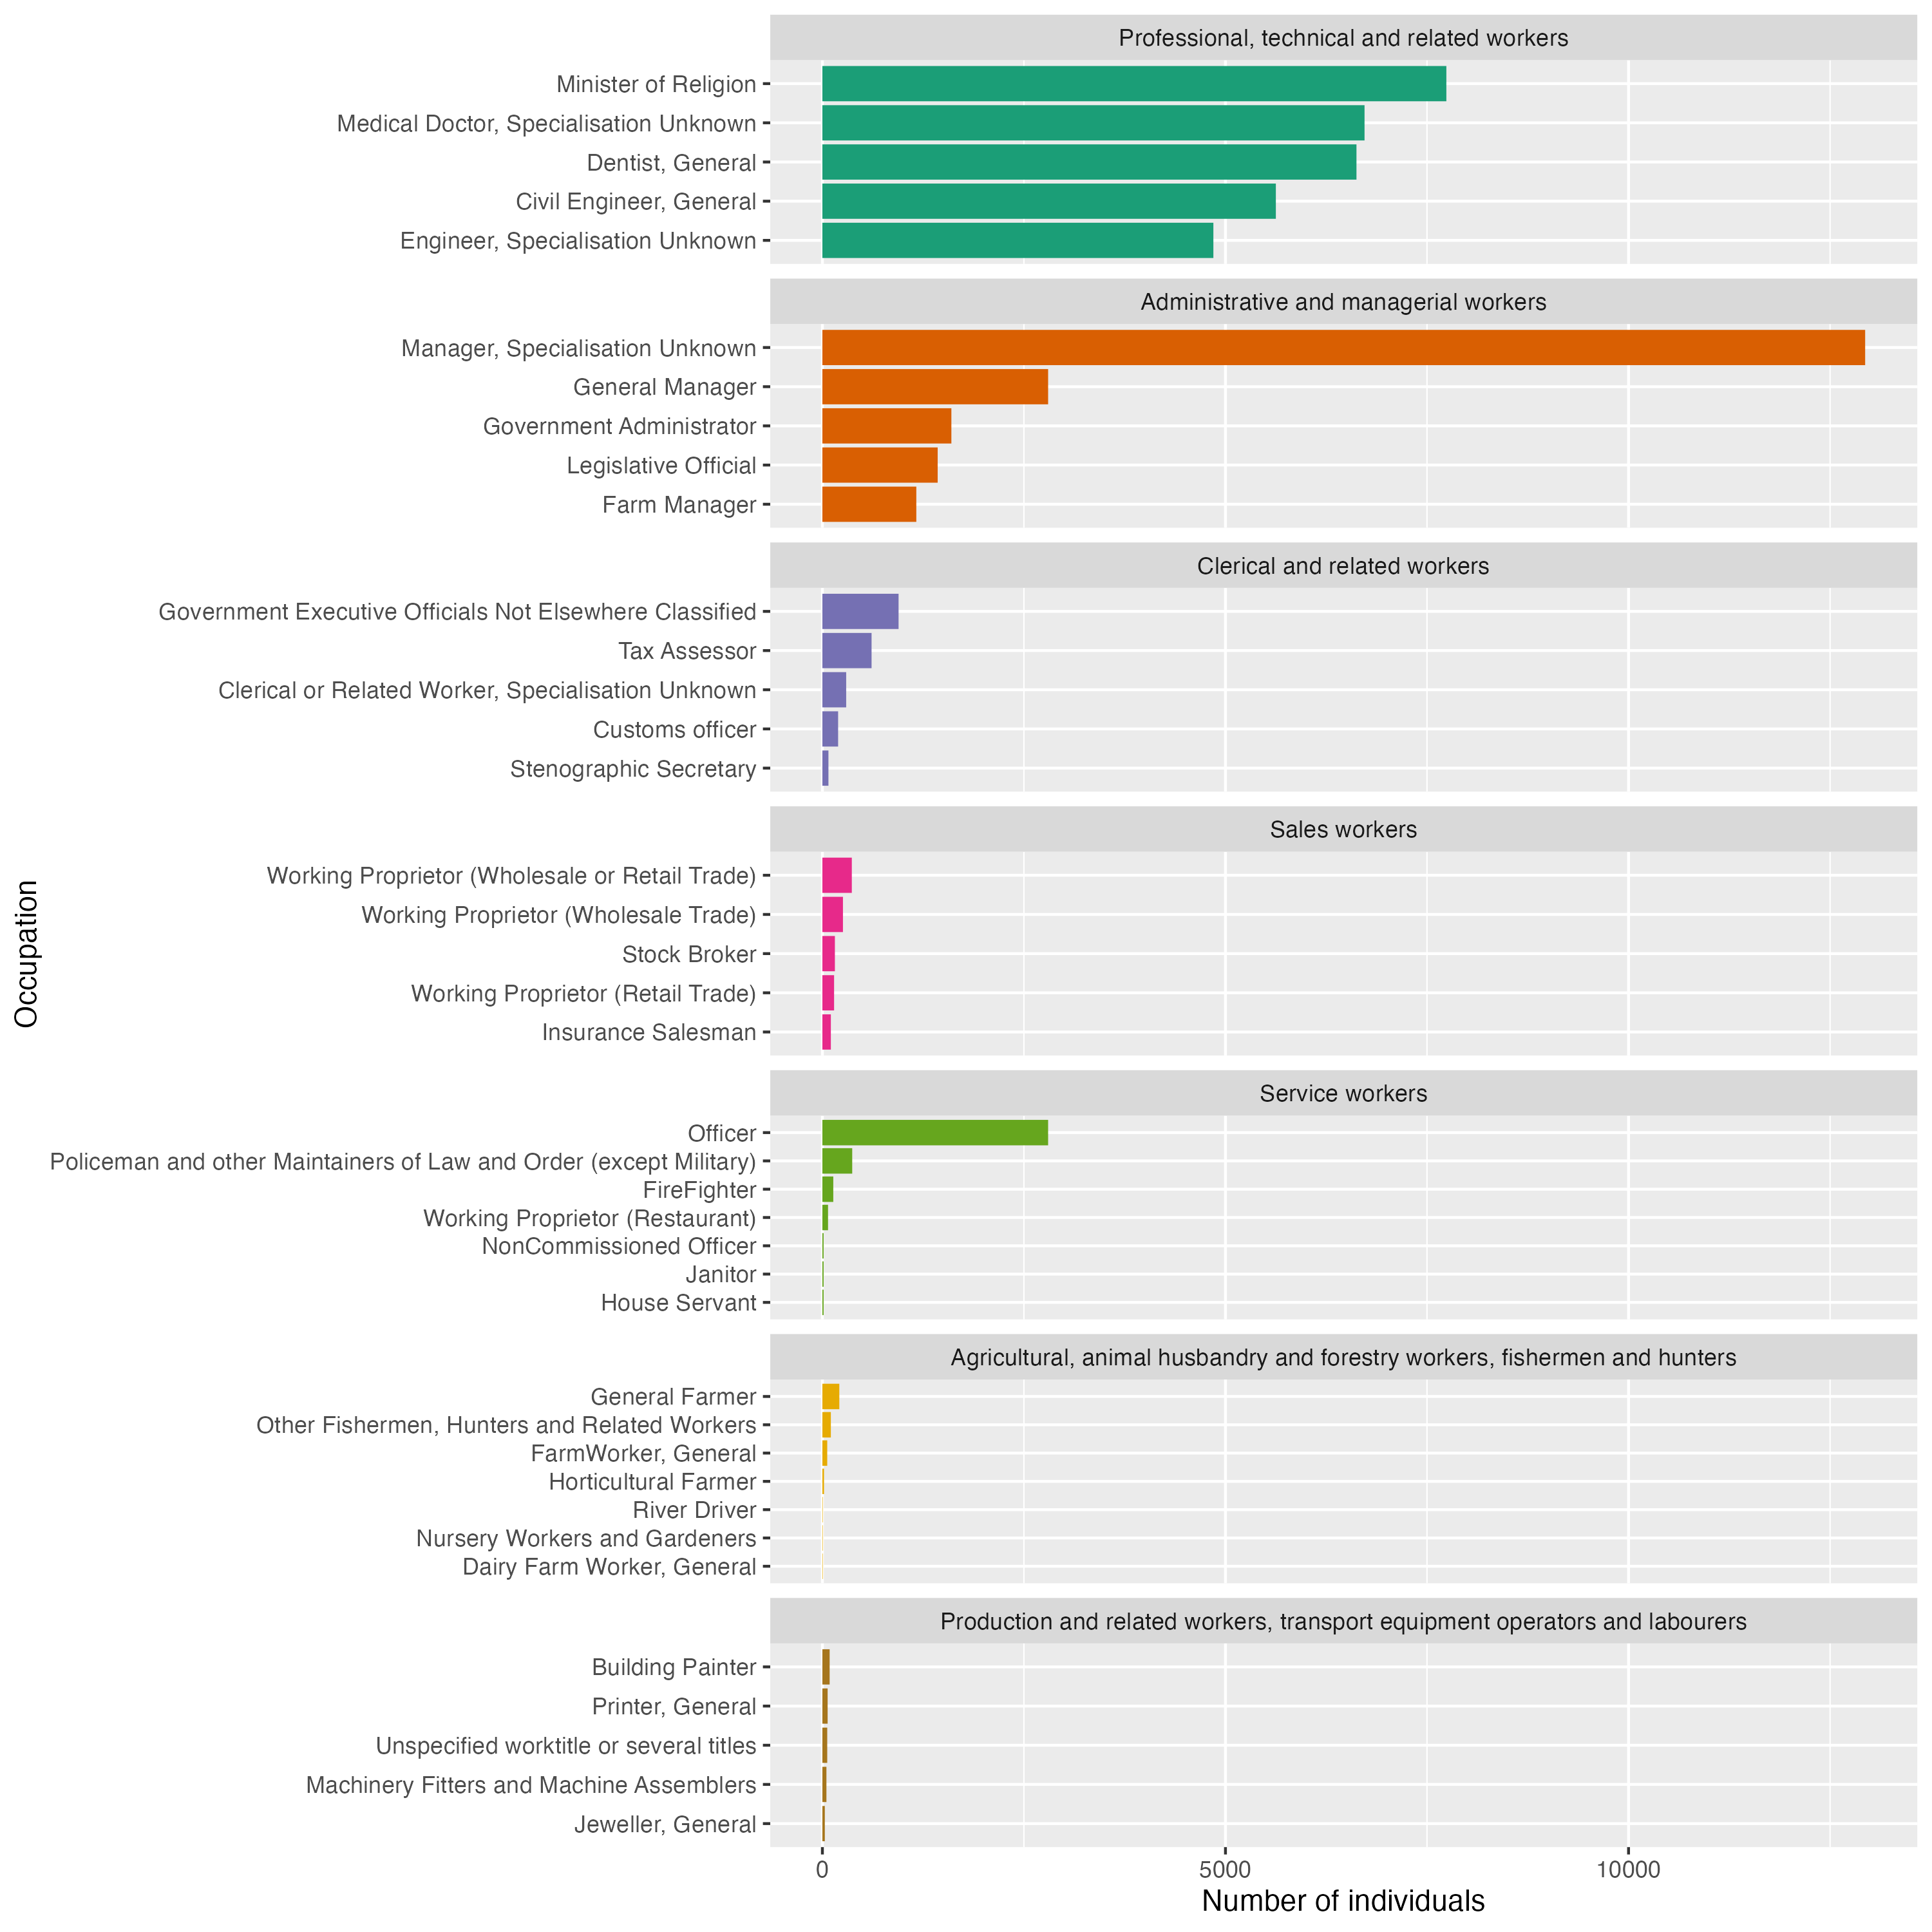 Professional, technical and related workers
Minister of Religion
Medical Doctor, Specialisation Unknown
Dentist, General
Civil Engineer, General
Engineer, Specialisation Unknown
Administrative and managerial workers
Manager, Specialisation Unknown
General Manager
Government Administrator
Legislative Official
Farm Manager
Clerical and related workers
Government Executive Officials Not Elsewhere Classified
Tax Assessor
Clerical or Related Worker, Specialisation Unknown
Customs officer
Stenographic Secretary
Sales workers
Working Proprietor (Wholesale or Retail Trade)
Working Proprietor (Wholesale Trade)
Stock Broker
Working Proprietor (Retail Trade)
Insurance Salesman
Service workers
Officer
Policeman and other Maintainers of Law and Order (except Military)
FireFighter
Working Proprietor (Restaurant)
NonCommissioned Officer
Janitor
House Servant
Agricultural, animal husbandry and forestry workers, fishermen and hunters
General Farmer
Other Fishermen, Hunters and Related Workers
FarmWorker, General
Horticultural Farmer
River Driver
Nursery Workers and Gardeners
Dairy Farm Worker, General
Production and related workers, transport equipment operators and labourers
Building Painter
Printer, General
Unspecified worktitle or several titles
Machinery Fitters and Machine Assemblers
Jeweller, General
0 5000 10000
Number of individuals
Occupation